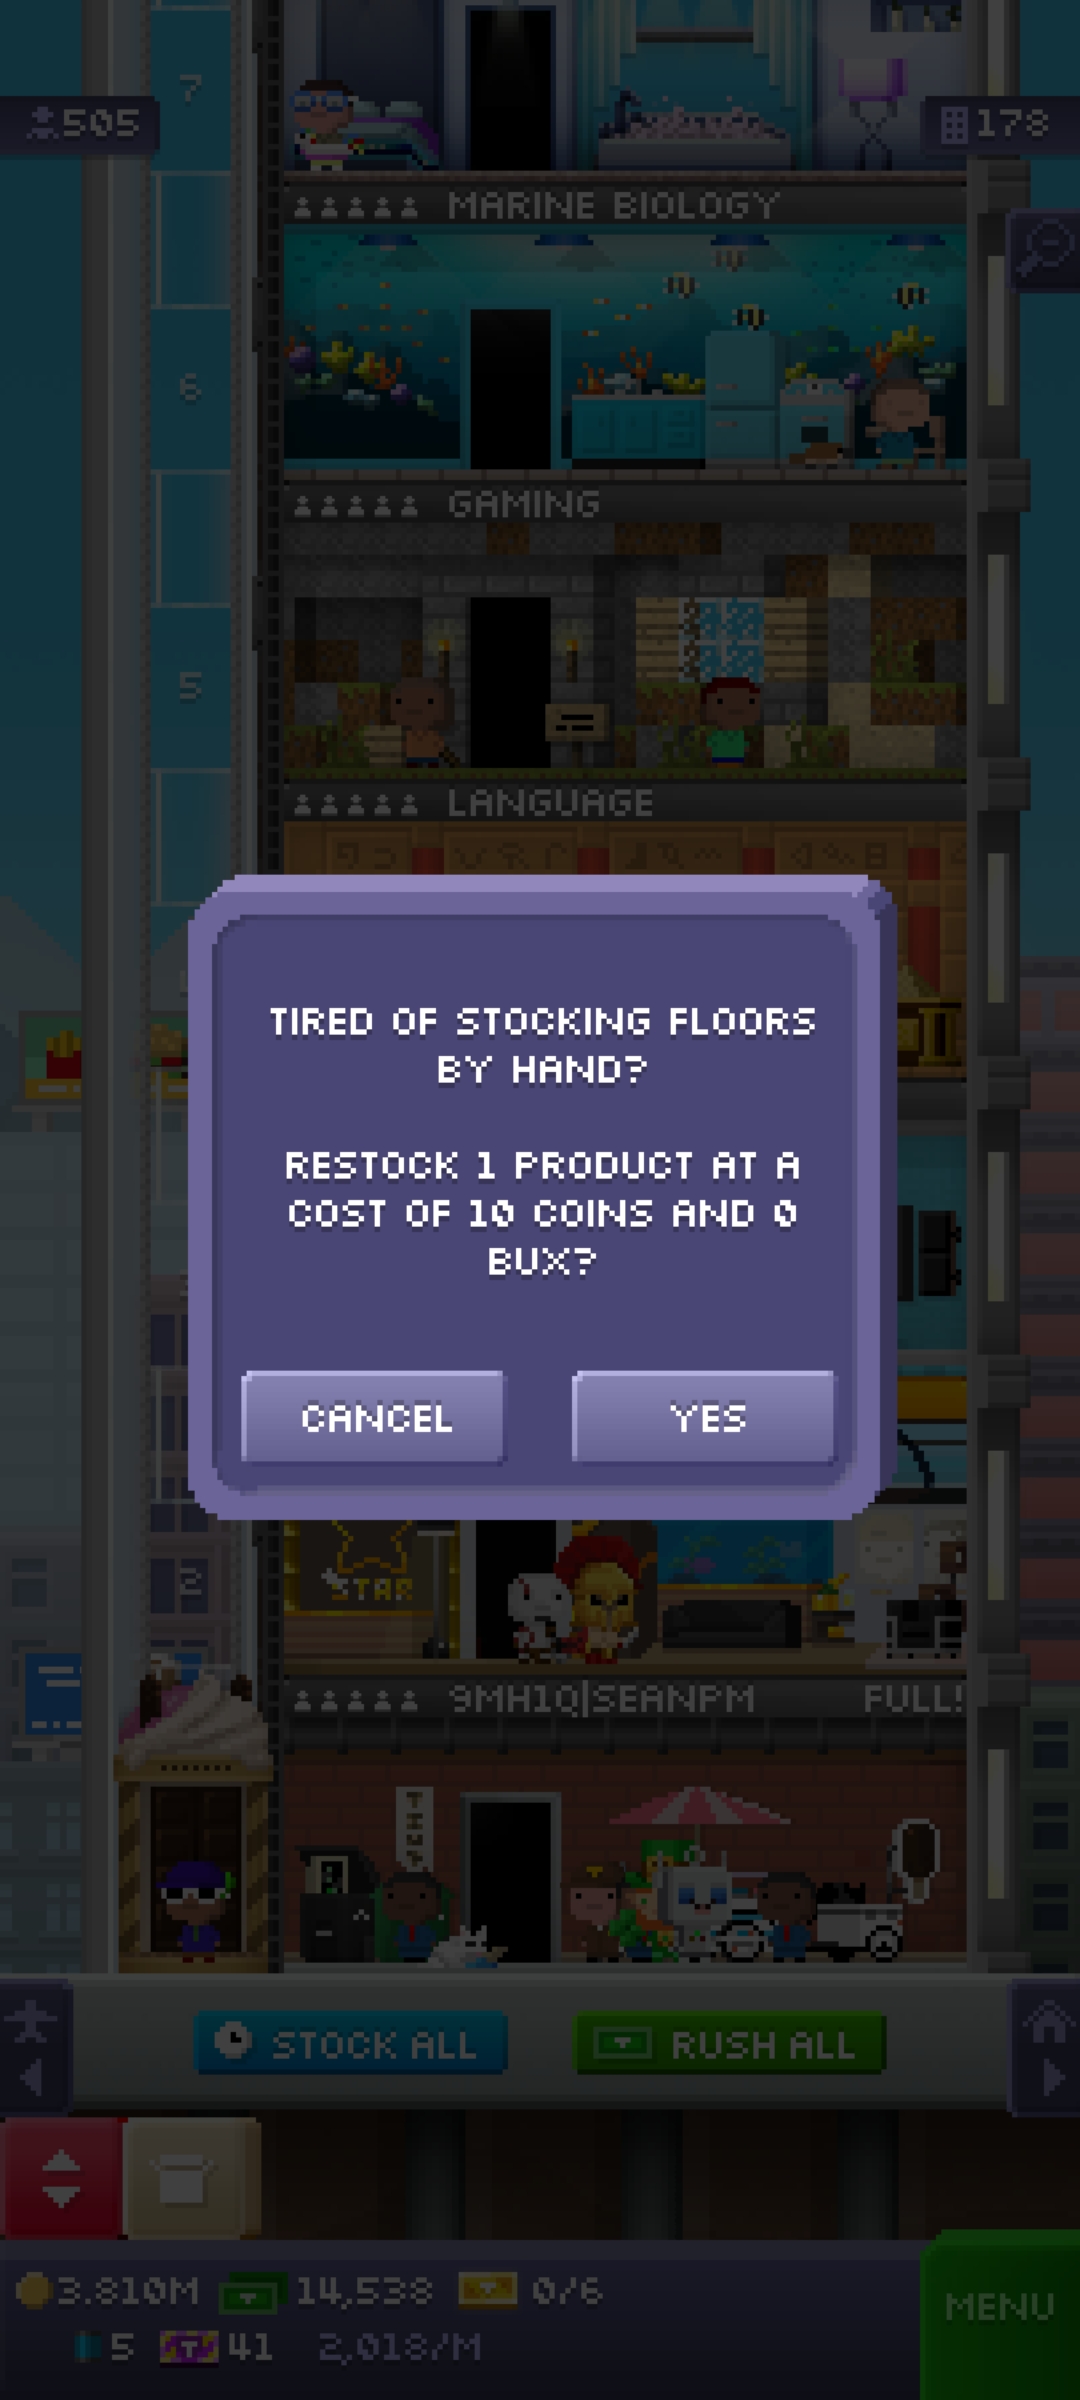 7
505
178
MARINE BIOLOGY
6
GAMING
5
LANGUAGE
TIRED OF STOCKING FLOORS
BY HAND?
RESTOCK 1 PRODUCT AT A
COST OF 10 COINS AND 0
BUX?
CANCEL
YES
STAR
2
9MH1Q|SEANPM
FULL!
STOCK ALL
RUSH ALL
3.810M
14,538
0/6
MENU
5
T
41
2,018/M